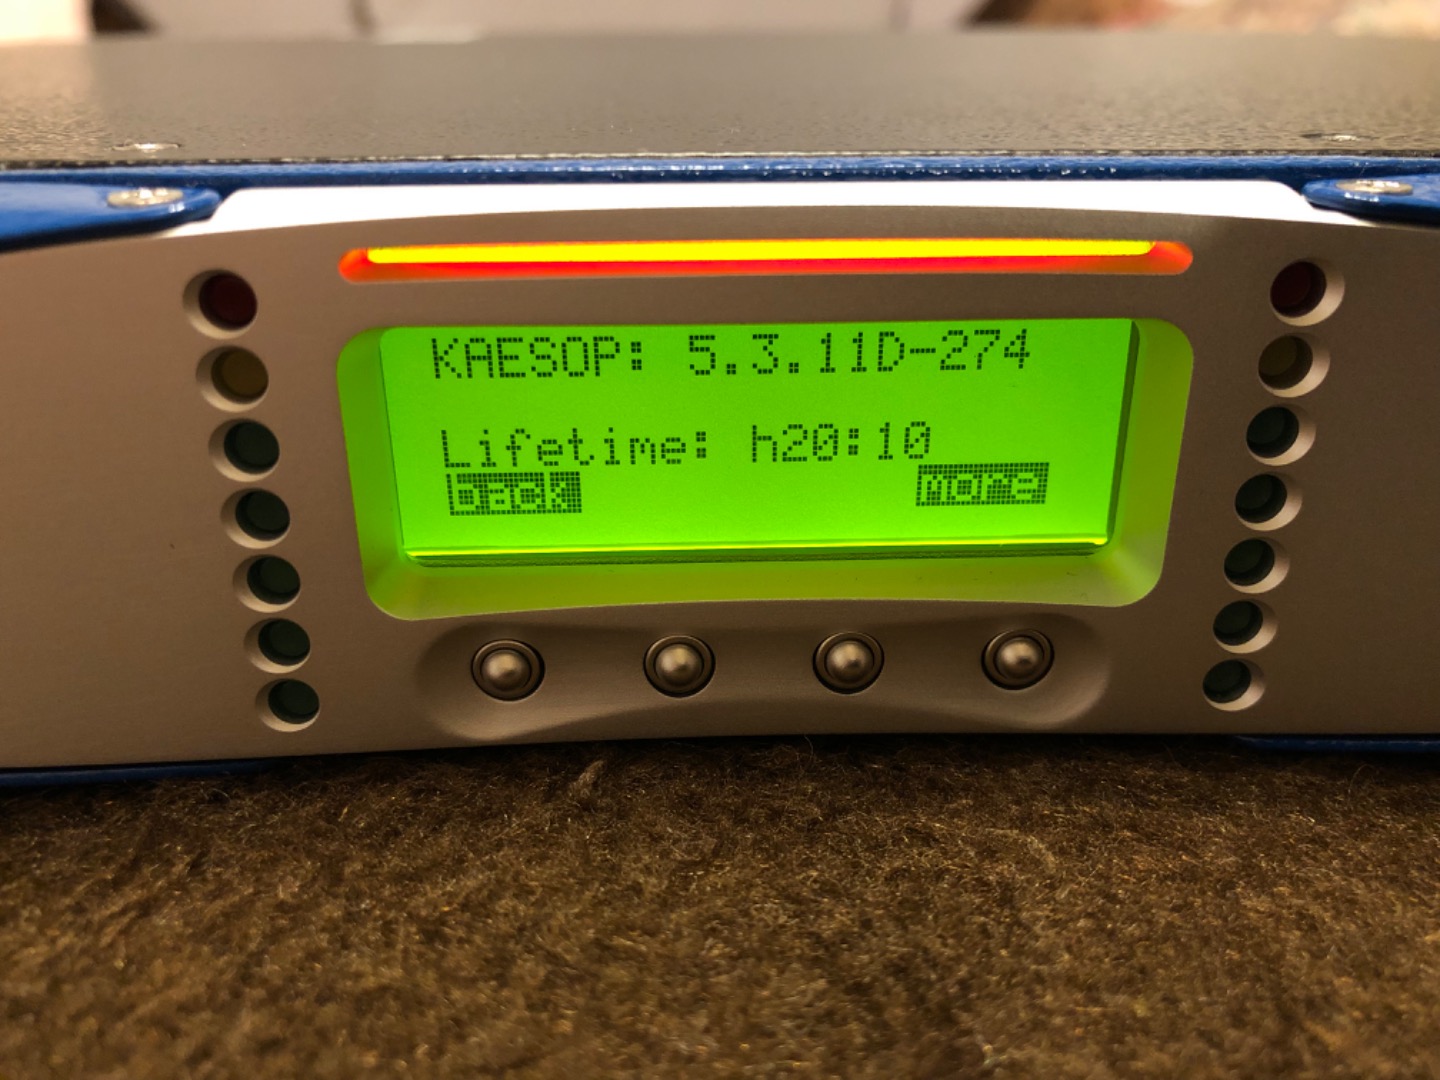 KAESOP: 5.3.11D-274
Lifetime: h20:10
back more